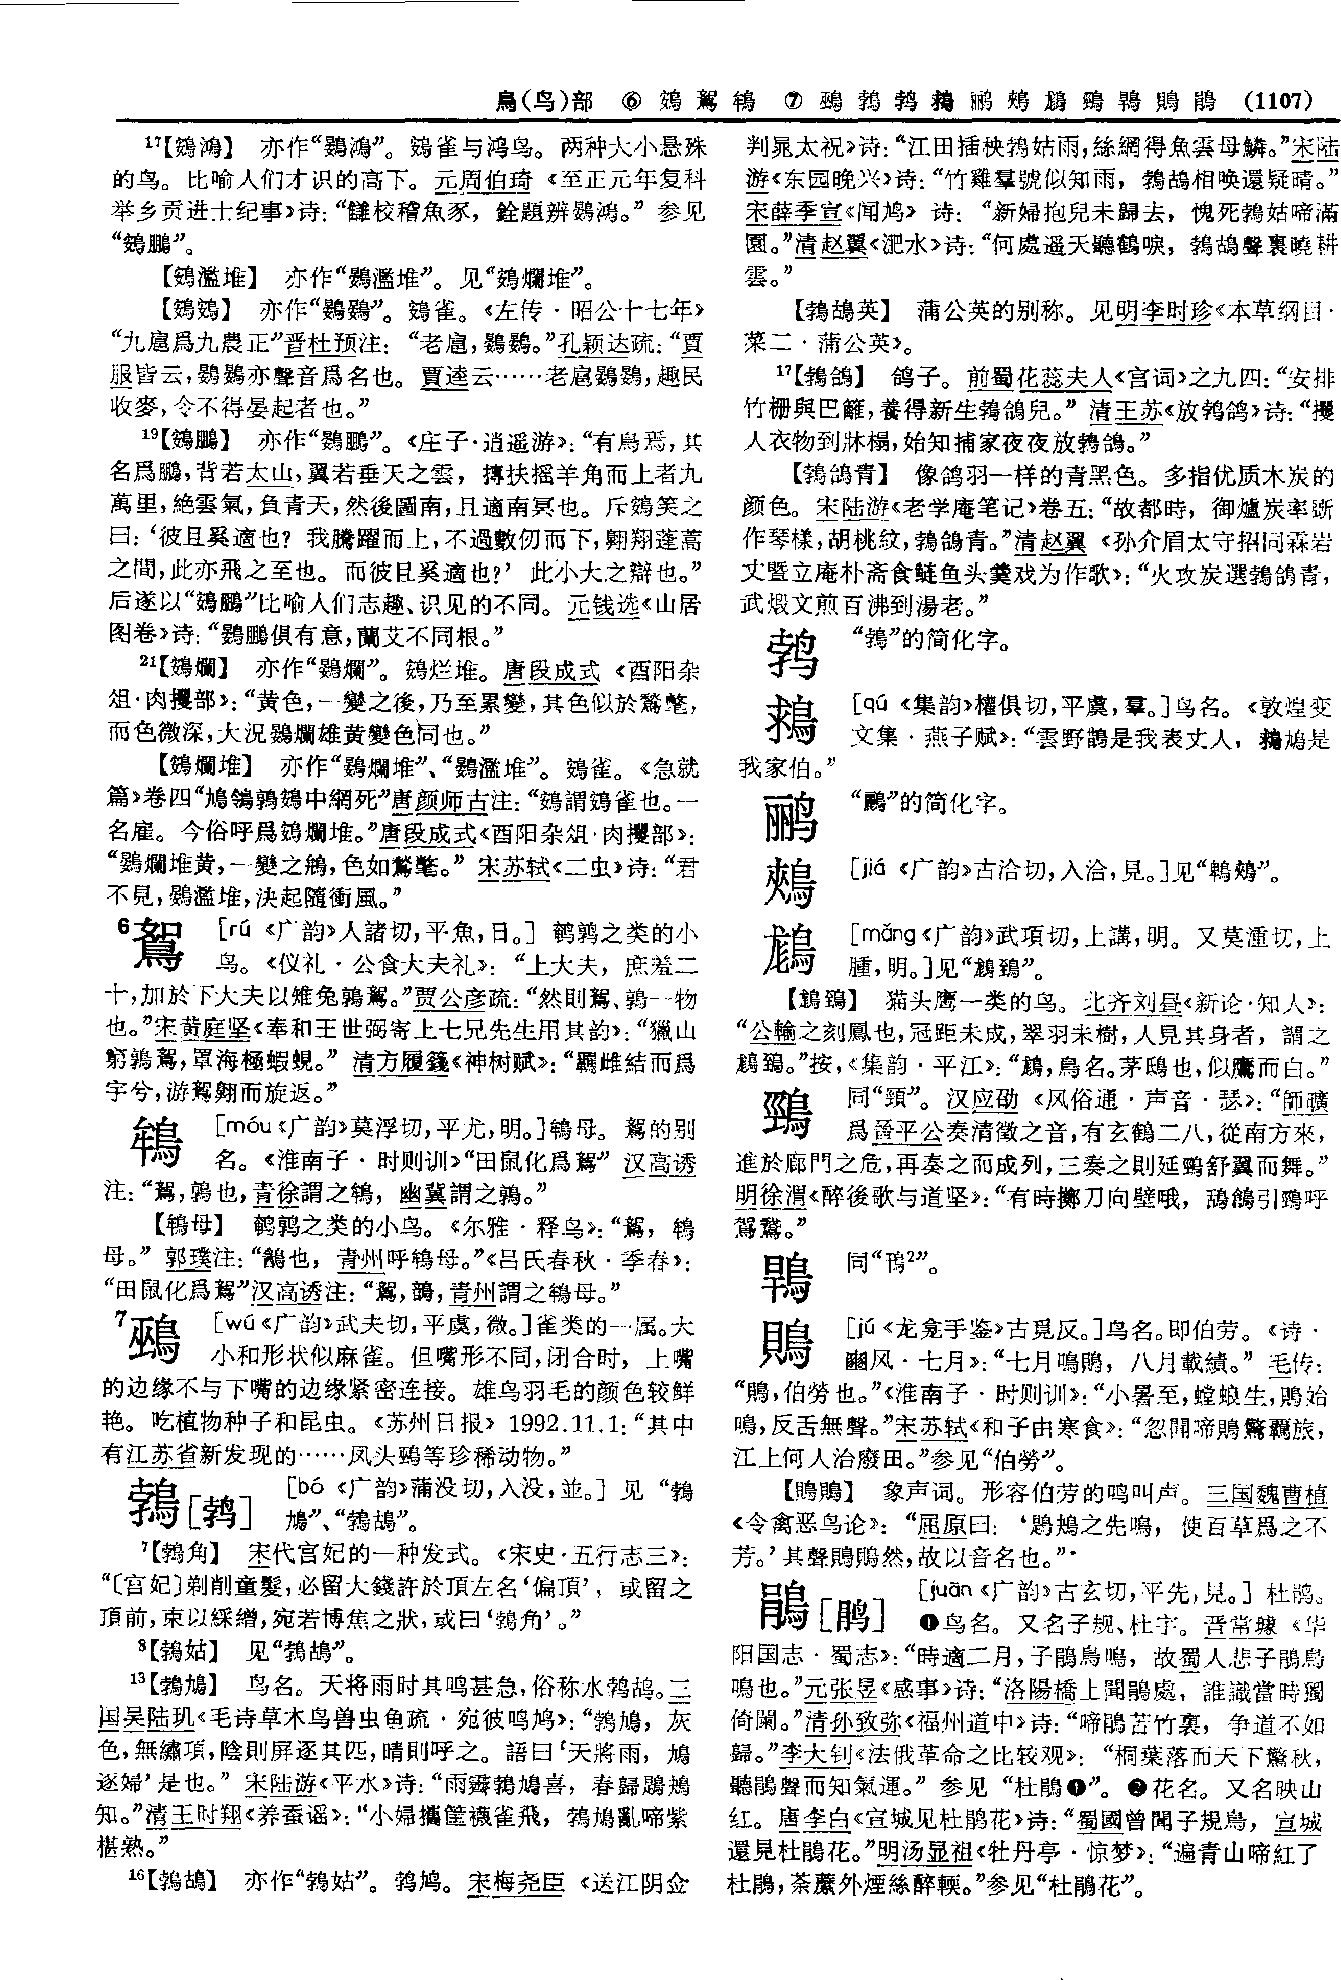 鳥(鸟)部 ⑥ 鴳 鴽 鴾 ⑦ 鵐 鵓 鹁 鵣 鹂 鵊 鵐 鵛 鵫 鵙 鵑 (1107)
17【鴳鴻】 亦作“鷃鴻”。鴳雀与鸿鸟。两种大小悬殊
的鸟。比喻人们才识的高下。元周伯琦《至正元年复科
举乡贡进士纪事》诗:“讎校稽魚豕,銓題辨鷃鴻。”参见
“鴳鵬”。
【鴳濫堆】 亦作“鷃濫堆”。见“鴳爛堆”。
【鴳鴳】 亦作“鷃鷃”。鴳雀。《左传·昭公十七年》
“九扈爲九農正”晋杜预注:“老扈,鷃鷃。”孔颖达疏:“賈
服皆云,鷃鷃亦聲音爲名也。賈逵云……老扈鷃鷃,趣民
收麥,令不得晏起者也。”
19【鴳鵬】 亦作“鷃鵬”。《庄子·逍遥游》:“有鳥焉,其
名爲鵬,背若太山,翼若垂天之雲,摶扶摇羊角而上者九
萬里,絶雲氣,負青天,然後圖南,且適南冥也。斥鴳笑之
曰:‘彼且奚適也?我騰躍而上,不過數仞而下,翱翔蓬蒿
之間,此亦飛之至也。而彼且奚適也?’此小大之辯也。”
后遂以“鴳鵬”比喻人们志趣、识见的不同。元钱选《山居
图卷》诗:“鷃鵬俱有意,蘭艾不同根。”
21【鴳爛】 亦作“鷃爛”。鴳烂堆。唐段成式《酉阳杂
俎·肉攫部》:“黄色,一變之後,乃至累變,其色似於鷔氅,
而色微深,大況鷃爛雄黄變色同也。”
【鴳爛堆】 亦作“鷃爛堆”、“鷃濫堆”。鴳雀。《急就
篇》卷四“鳩鴿鶉鴳中網死”唐颜师古注:“鴳謂鴳雀也。一
名雇。今俗呼爲鴳爛堆。”唐段成式《酉阳杂俎·肉攫部》:
“鷃爛堆黄,一變之鴘,色如鶖氅。”宋苏轼《二虫》诗:“君
不見,鷃濫堆,決起隨衝風。”
6鴽 [rú《广韵》人諸切,平魚,日。] 鹌鹑之类的小
鸟。《仪礼·公食大夫礼》:“上大夫,庶羞二
十,加於下大夫以雉兔鶉鴽。”贾公彦疏:“然則鴽、鶉一物
也。”宋黄庭坚《奉和王世弼寄上七兄先生用其韵》:“獵山
窮鶉鴽,罩海極蝦蜆。”清方履籛《神树赋》:“羈雌結而爲
字兮,游鴽翱而旋返。”
鴾 [móu《广韵》莫浮切,平尤,明。]鴾母。鴽的别
名。《淮南子·时则训》“田鼠化爲鴽”汉高诱
注:“鴽,鶉也,青徐謂之鴾,幽冀謂之鶉。”
【鴾母】 鹌鹑之类的小鸟。《尔雅·释鸟》:“鴽,鴾
母。”郭璞注:“䳺也,青州呼鴾母。”《吕氏春秋·季春》:
“田鼠化爲鴽”汉高诱注:“鴽,鶉,青州謂之鴾母。”
7鵐 [wú《广韵》武夫切,平虞,微。]雀类的一属。大
小和形状似麻雀。但嘴形不同,闭合时,上嘴
的边缘不与下嘴的边缘紧密连接。雄鸟羽毛的颜色较鲜
艳。吃植物种子和昆虫。《苏州日报》1992.11.1:“其中
有江苏省新发现的……凤头鹀等珍稀动物。”
鵓[鹁] [bó《广韵》蒲没切,入没,並。] 见“鵓
鳩”、“鵓鴣”。
7【鵓角】 宋代宫妃的一种发式。《宋史·五行志三》:
“〔宫妃〕剃削童髮,必留大錢許於頂左名‘偏頂’,或留之
頂前,束以綵繒,宛若博焦之狀,或曰‘鵓角’。”
8【鵓姑】 见“鵓鴣”。
13【鵓鳩】 鸟名。天将雨时其鸣甚急,俗称水鹁鸪。三
国吴陆玑《毛诗草木鸟兽虫鱼疏·宛彼鸣鸠》:“鵓鳩,灰
色,無繡項,陰則屏逐其匹,晴則呼之。語曰‘天將雨,鳩
逐婦’是也。”宋陆游《平水》诗:“雨霽鵓鳩喜,春歸鶗鴂
知。”清王时翔《养蚕谣》:“小婦攜筐襪雀飛,鵓鳩亂啼紫
椹熟。”
16【鵓鴣】 亦作“鵓姑”。鹁鸠。宋梅尧臣《送江阴佥
判晁太祝》诗:“江田插秧鵓姑雨,絲網得魚雲母鱗。”宋陆
游《东园晚兴》诗:“竹雞羣號似知雨,鵓鴣相唤還疑晴。”
宋薛季宣《闻鸠》诗:“新婦抱兒未歸去,愧死鵓姑啼滿
園。”清赵翼《淝水》诗:“何處遥天聽鶴唳,鵓鴣聲裏曉耕
雲。”
【鵓鴣英】 蒲公英的别称。见明李时珍《本草纲目·
菜二·蒲公英》。
17【鵓鴿】 鸽子。前蜀花蕊夫人《宫词》之九四:“安排
竹栅與巴籬,養得新生鵓鴿兒。”清王苏《放鹁鸽》诗:“攫
人衣物到牀榻,始知捕家夜夜放鵓鴿。”
【鵓鴿青】 像鸽羽一样的青黑色。多指优质木炭的
颜色。宋陆游《老学庵笔记》卷五:“故都時,御爐炭率斲
作琴樣,胡桃紋,鵓鴿青。”清赵翼《孙介眉太守招同霖岩
丈暨立庵朴斋食鲢鱼头羹戏为作歌》:“火攻炭選鵓鴿青,
武煅文煎百沸到湯老。”
鹁 “鵓”的简化字。
鵣 [qú《集韵》權俱切,平虞,羣。]鸟名。《敦煌变
文集·燕子赋》:“雲野鵲是我表丈人,鵣鳩是
我家伯。”
鹂 “鸝”的简化字。
鵊 [jiá《广韵》古洽切,入洽,見。]见“鶷鵊”。
[mǎng《广韵》武項切,上講,明。又莫湩切,上
腫,明。]见“鵛”。
猫头鹰一类的鸟。北齐刘昼《新论·知人》:
“公輸之刻鳳也,冠距未成,翠羽未樹,人見其身者,謂之
按,《集韵·平江》:“鳥名。茅鴟也,似鷹而白。”
鵛 同“頸”。汉应劭《风俗通·声音·瑟》:“師礦
爲晋平公奏清徵之音,有玄鶴二八,從南方來,
進於廊門之危,再奏之而成列,三奏之則延鵛舒翼而舞。”
明徐渭《醉後歌与道坚》:“有時擲刀向壁哦,鵶鶬引鵛呼
鴐鵞。”
鵫 同“鳱2”。
鵙 [jú《龙龛手鉴》古覓反。]鸟名。即伯劳。《诗·
豳风·七月》:“七月鳴鵙,八月載績。”毛传:
“鵙,伯勞也。”《淮南子·时则训》:“小暑至,螳蜋生,鵙始
鳴,反舌無聲。”宋苏轼《和子由寒食》:“忽聞啼鵙驚羈旅,
江上何人治廢田。”参见“伯勞”。
【鵙鵙】 象声词。形容伯劳的鸣叫声。三国魏曹植
《令禽恶鸟论》:“屈原曰:‘鶗鴂之先鳴,使百草爲之不
芳。’其聲鵙鵙然,故以音名也。”
鵑[鹃] [juān《广韵》古玄切,平先,見。] 杜鹃。
❶鸟名。又名子规、杜宇。晋常璩《华
阳国志·蜀志》:“時適二月,子鵑鳥鳴,故蜀人悲子鵑鳥
鳴也。”元张昱《感事》诗:“洛陽橋上聞鵑處,誰識當時獨
倚闌。”清孙致弥《福州道中》诗:“啼鵑苦竹裏,争道不如
歸。”李大钊《法俄革命之比较观》:“桐葉落而天下驚秋,
聽鵑聲而知氣運。”参见“杜鵑❶”。❷花名。又名映山
红。唐李白《宣城见杜鹃花》诗:“蜀國曾聞子規鳥,宣城
還見杜鵑花。”明汤显祖《牡丹亭·惊梦》:“遍青山啼紅了
杜鵑,荼蘼外煙絲醉輭。”参见“杜鵑花”。